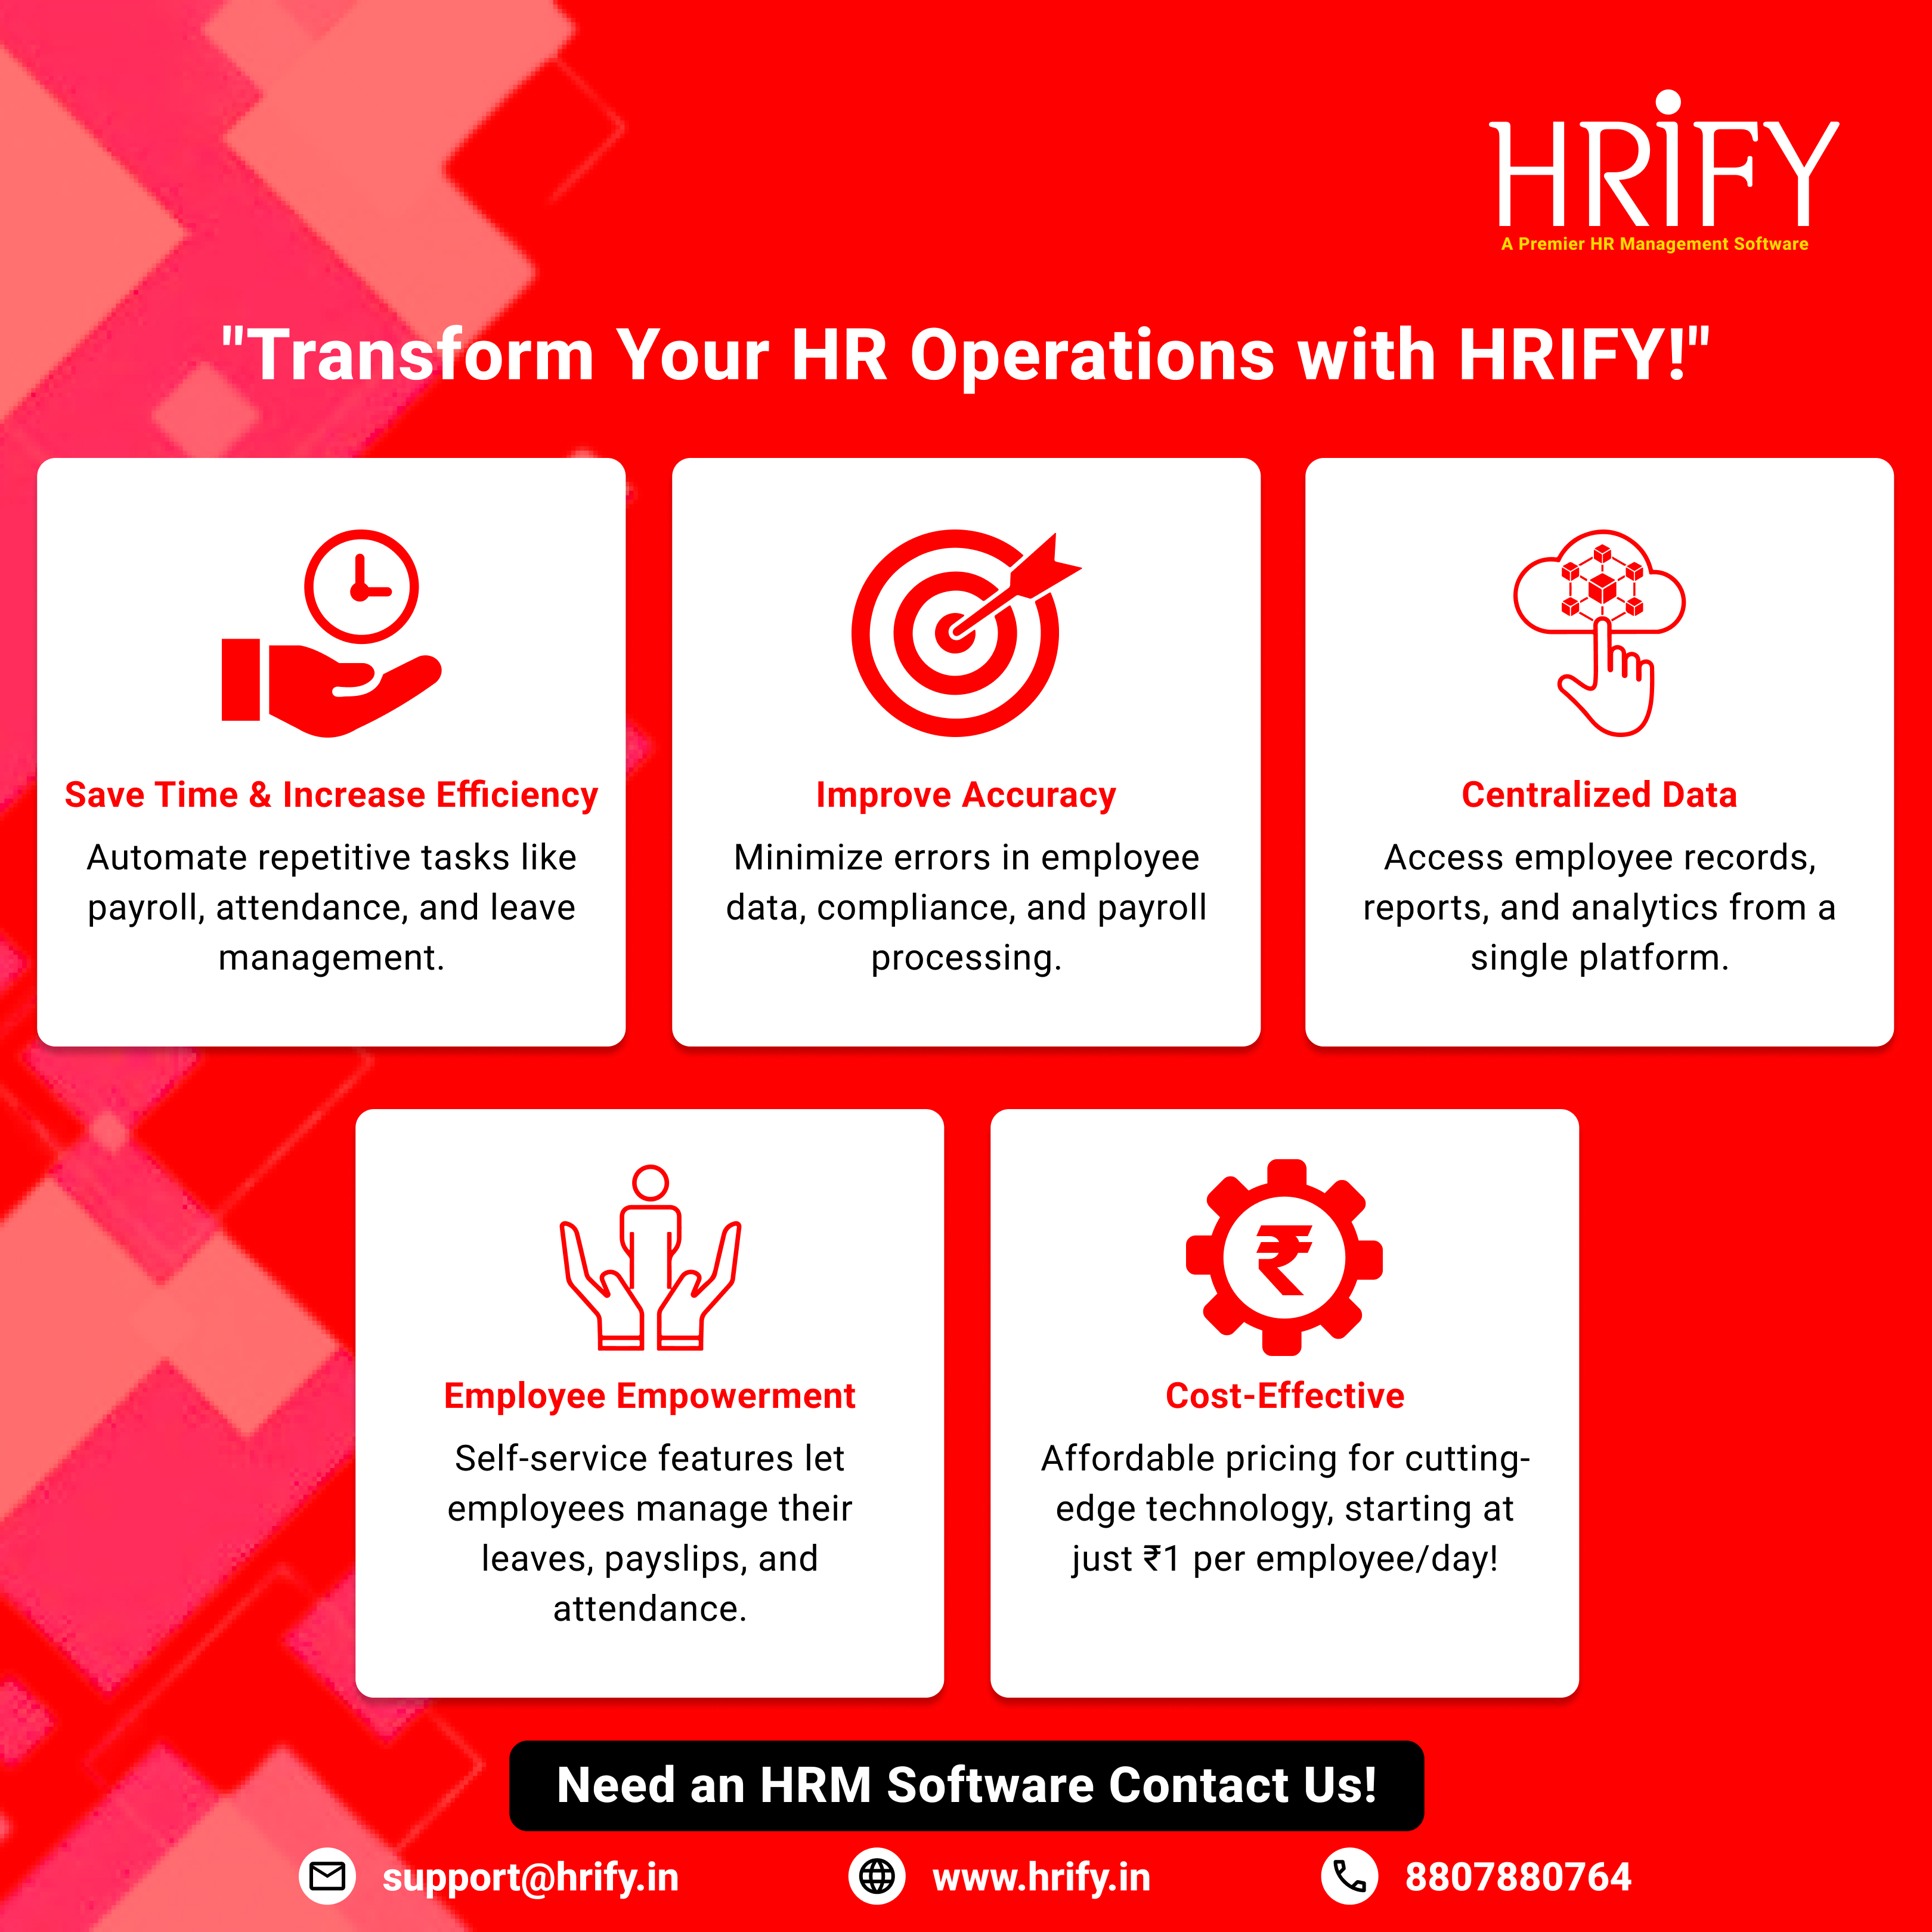 HRiFY
A Premier HR Management Software
"Transform Your HR Operations with HRIFY!"
Save Time & Increase Efficiency
Automate repetitive tasks like
payroll, attendance, and leave
management.
Improve Accuracy
Minimize errors in employee
data, compliance, and payroll
processing.
Centralized Data
Access employee records,
reports, and analytics from a
single platform.
Employee Empowerment
Self-service features let
employees manage their
leaves, payslips, and
attendance.
₹
Cost-Effective
Affordable pricing for cutting-
edge technology, starting at
just ₹1 per employee/day!
Need an HRM Software Contact Us!
support@hrify.in
www.hrify.in
8807880764